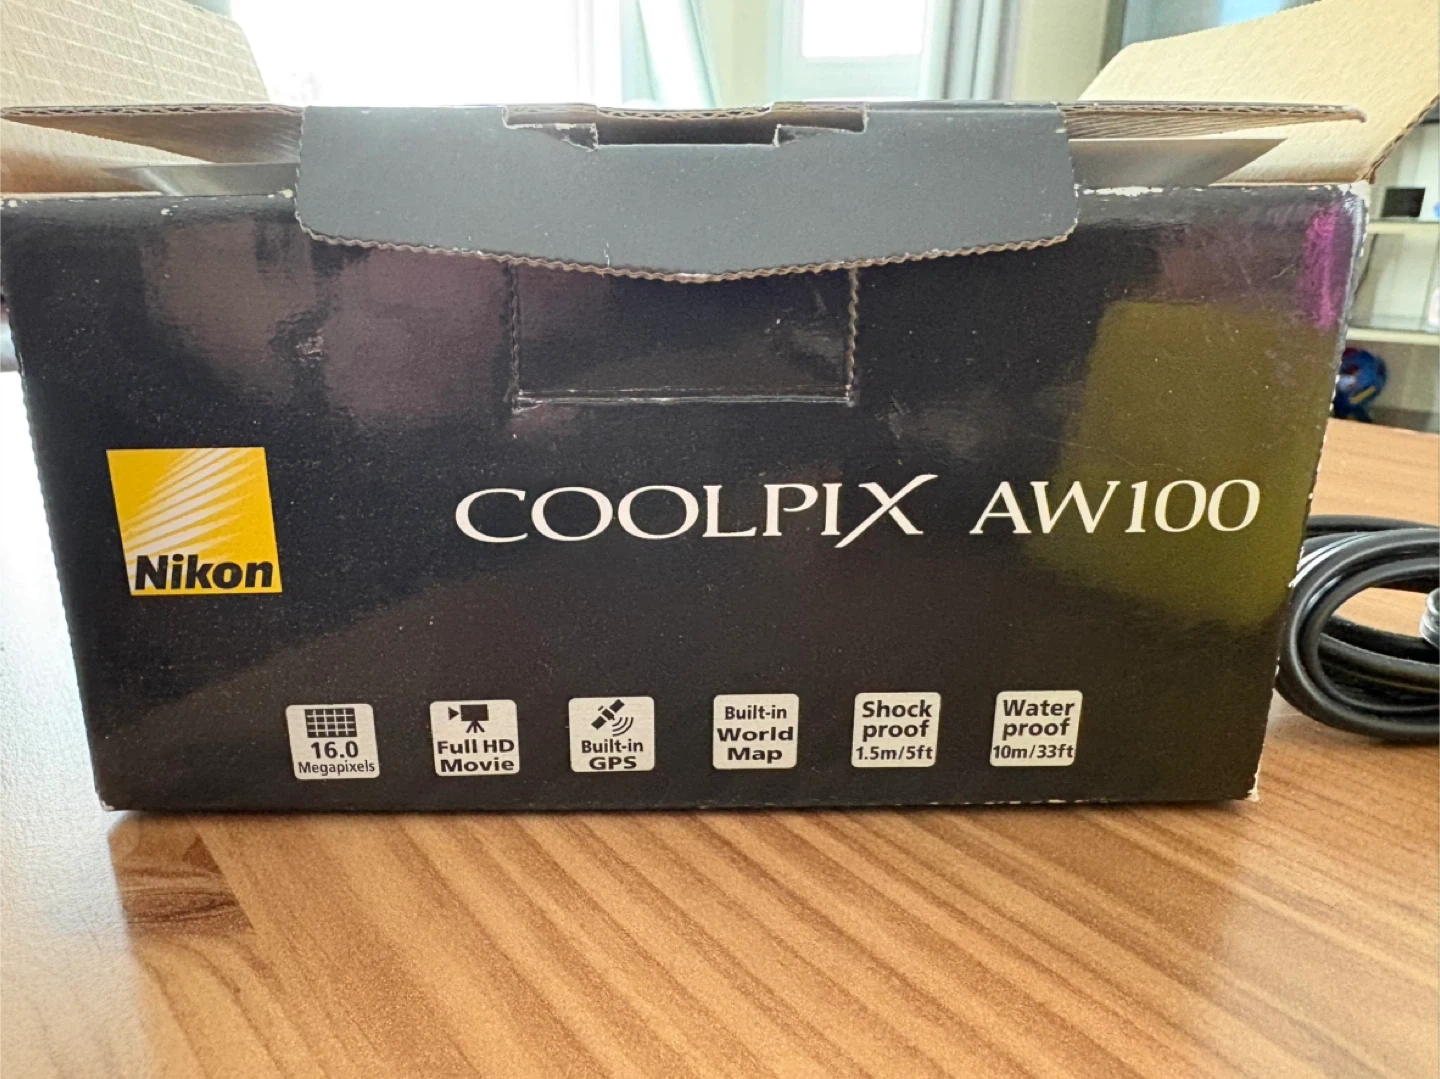 Nikon
COOLPIX AW100
16.0
Megapixels
Full HD
Movie
Built-in
GPS
Built-in
World
Map
Shock
proof
1.5m/5ft
Water
proof
10m/33ft